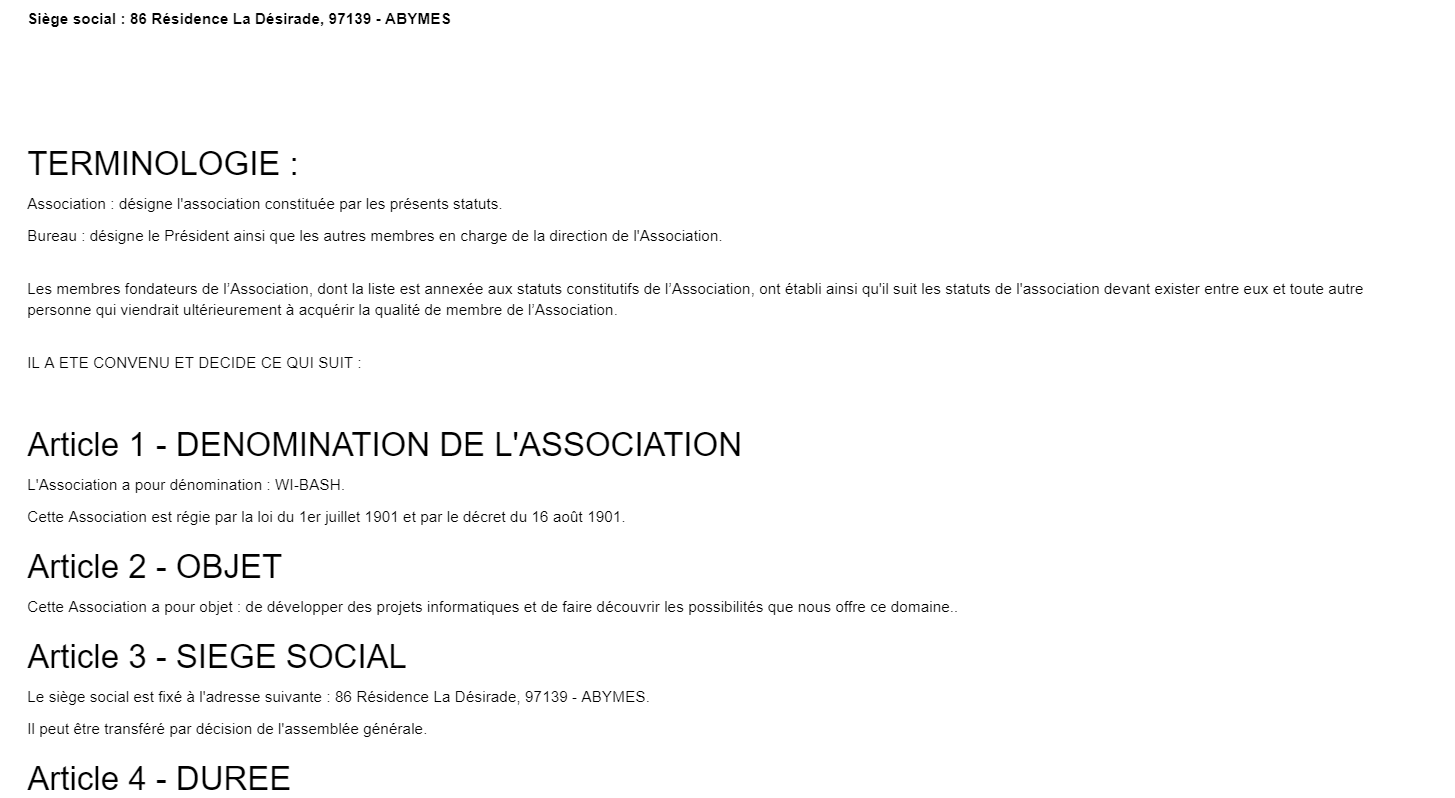 Siège social : 86 Résidence La Désirade, 97139 - ABYMES
TERMINOLOGIE :
Association : désigne l'association constituée par les présents statuts.
Bureau : désigne le Président ainsi que les autres membres en charge de la direction de l'Association.
Les membres fondateurs de l’Association, dont la liste est annexée aux statuts constitutifs de l’Association, ont établi ainsi qu'il suit les statuts de l'association devant exister entre eux et toute autre
personne qui viendrait ultérieurement à acquérir la qualité de membre de l’Association.
IL A ETE CONVENU ET DECIDE CE QUI SUIT :
Article 1 - DENOMINATION DE L'ASSOCIATION
L'Association a pour dénomination : WI-BASH.
Cette Association est régie par la loi du 1er juillet 1901 et par le décret du 16 août 1901.
Article 2 - OBJET
Cette Association a pour objet : de développer des projets informatiques et de faire découvrir les possibilités que nous offre ce domaine..
Article 3 - SIEGE SOCIAL
Le siège social est fixé à l'adresse suivante : 86 Résidence La Désirade, 97139 - ABYMES.
Il peut être transféré par décision de l'assemblée générale.
Article 4 - DUREE